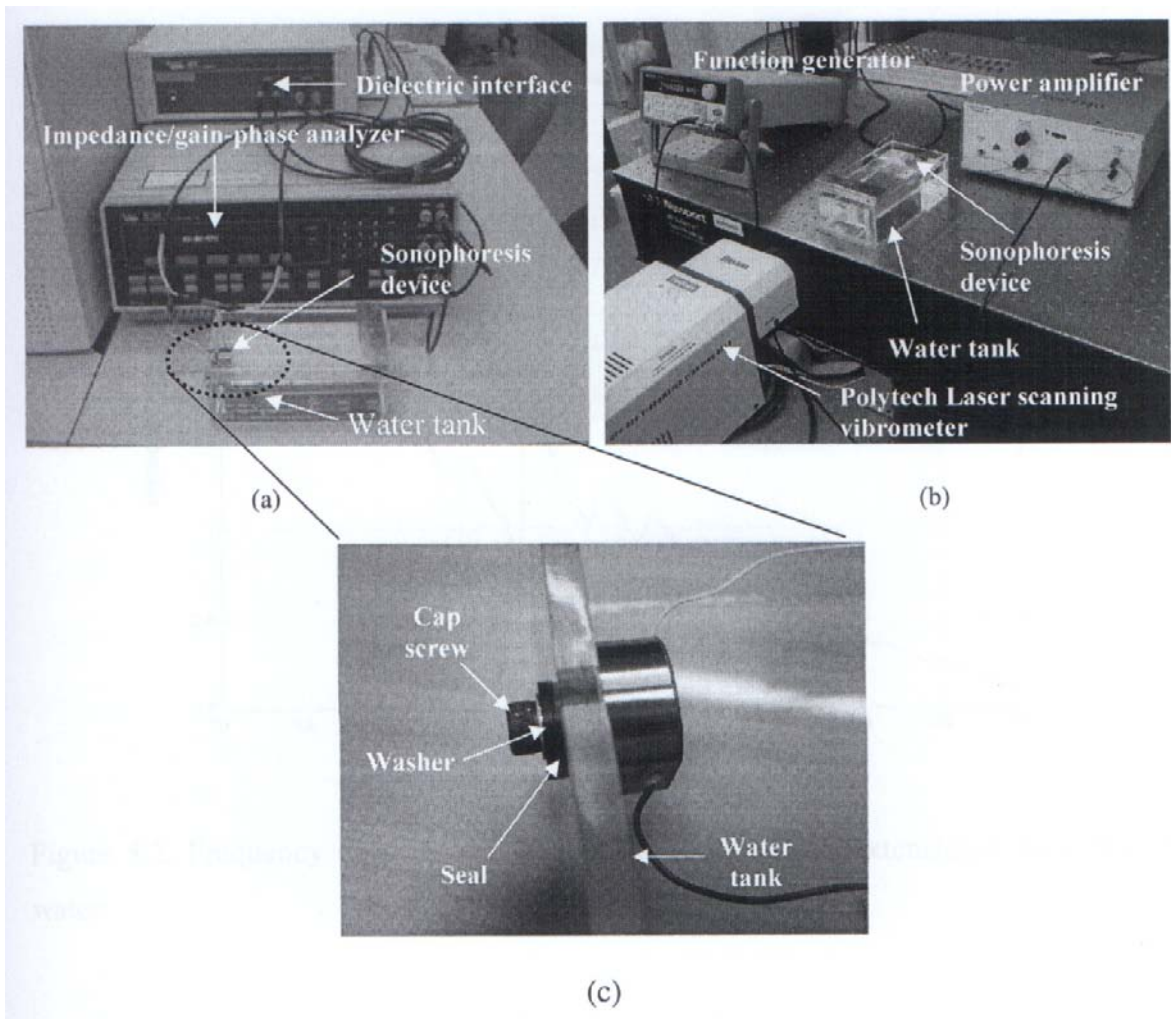 Dielectric interface
Impedance/gain-phase analyzer
Sonophoresis
device
Water tank
(a)
Function generator
Power amplifier
Newport
Sonophoresis
device
Water tank
Polytech Laser scanning
vibrometer
(b)
Cap
screw
Washer
Seal
Water
tank
(c)